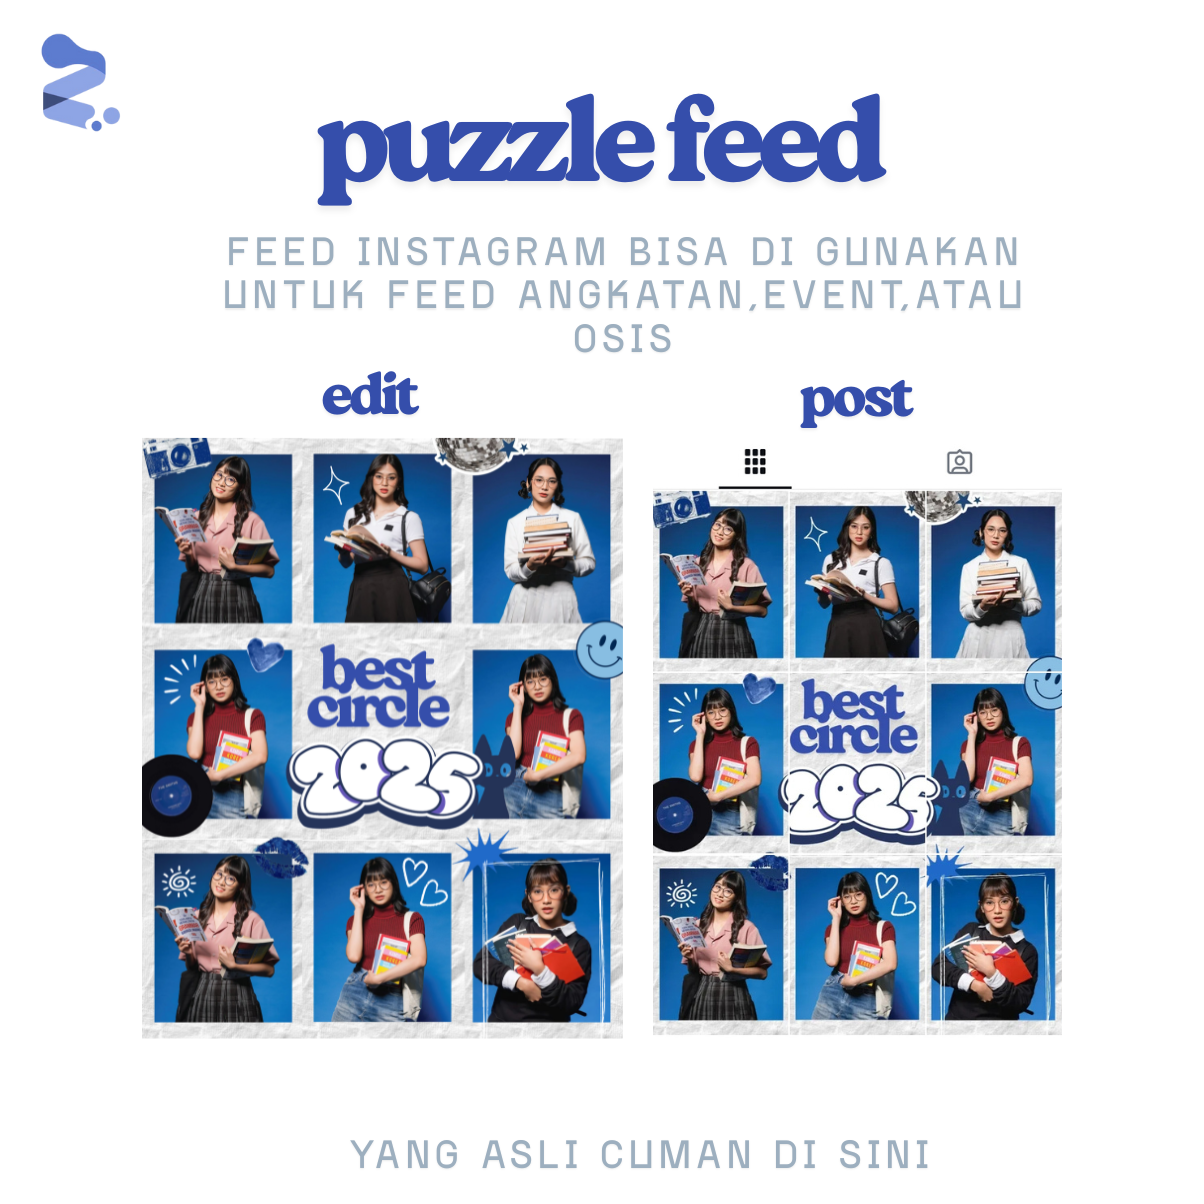 puzzle feed
FEED INSTAGRAM BISA DI GUNAKAN
UNTUK FEED ANGKATAN,EVENT,ATAU
OSIS
edit
post
best
circle
2025
best
circle
2025
YANG ASLI CUMAN DI SINI